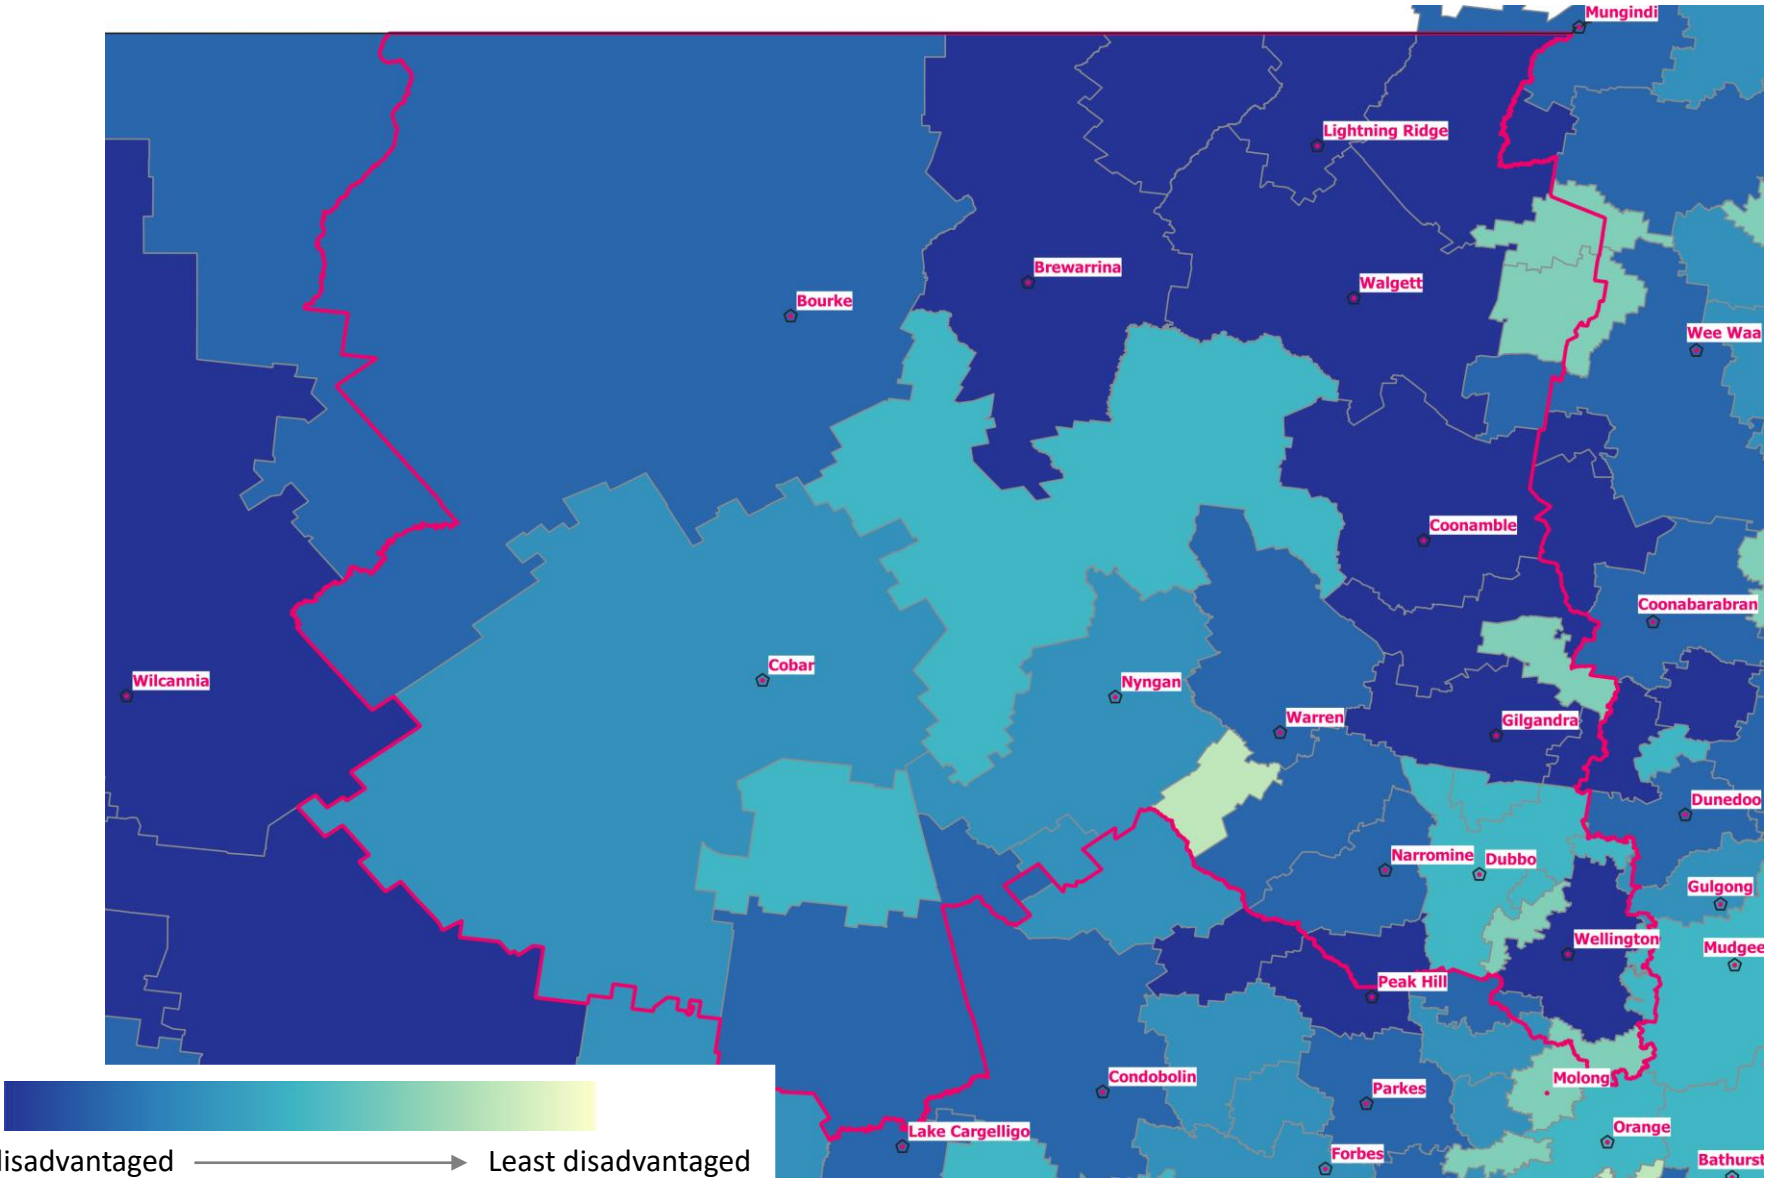 Mungindi
Lightning Ridge
Brewarrina
Walgett
Bourke
Wee Waa
Coonamble
Coonabarabran
Cobar
Wilcannia
Nyngan
Warren
Gilgandra
Dunedoo
Narromine
Dubbo
Gulgong
Wellington
Mudgee
Peak Hill
Condobolin
Molong
Parkes
Lake Cargelligo
Orange
Forbes
Bathurst
disadvantaged
Least disadvantaged